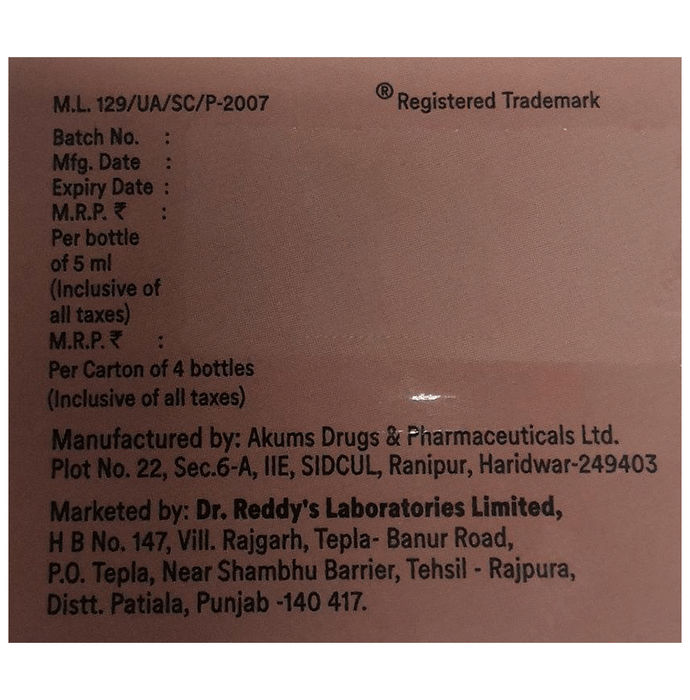 M.L. 129/UA/SC/P-2007
® Registered Trademark
Batch No. :
Mfg. Date :
Expiry Date :
M.R.P. ₹ :
Per bottle
of 5 ml
(Inclusive of
all taxes)
M.R.P. ₹ :
Per Carton of 4 bottles
(Inclusive of all taxes)
Manufactured by: Akums Drugs & Pharmaceuticals Ltd.
Plot No. 22, Sec.6-A, IIE, SIDCUL, Ranipur, Haridwar-249403
Marketed by: Dr. Reddy's Laboratories Limited,
H B No. 147, Vill. Rajgarh, Tepla- Banur Road,
P.O. Tepla, Near Shambhu Barrier, Tehsil - Rajpura,
Distt. Patiala, Punjab -140 417.